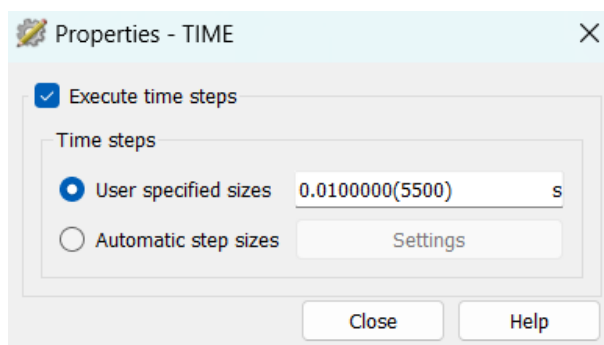 Properties - TIME
Execute time steps
Time steps
User specified sizes 0.0100000(5500) s
Automatic step sizes Settings
Close Help